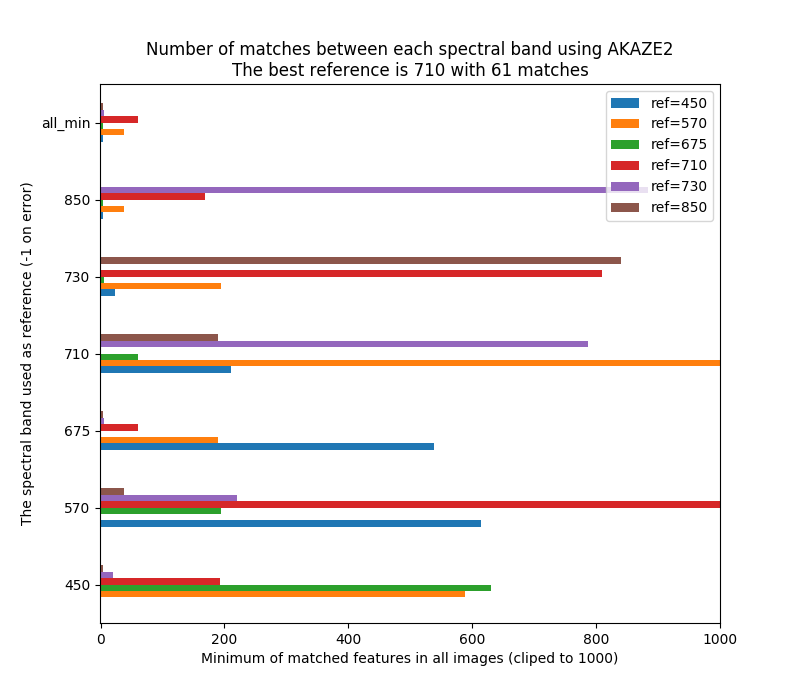 Number of matches between each spectral band using AKAZE2
The best reference is 710 with 61 matches
The spectral band used as reference (-1 on error)
all_min
850
730
710
675
570
450
ref=450
ref=570
ref=675
ref=710
ref=730
ref=850
0 200 400 600 800 1000
Minimum of matched features in all images (cliped to 1000)